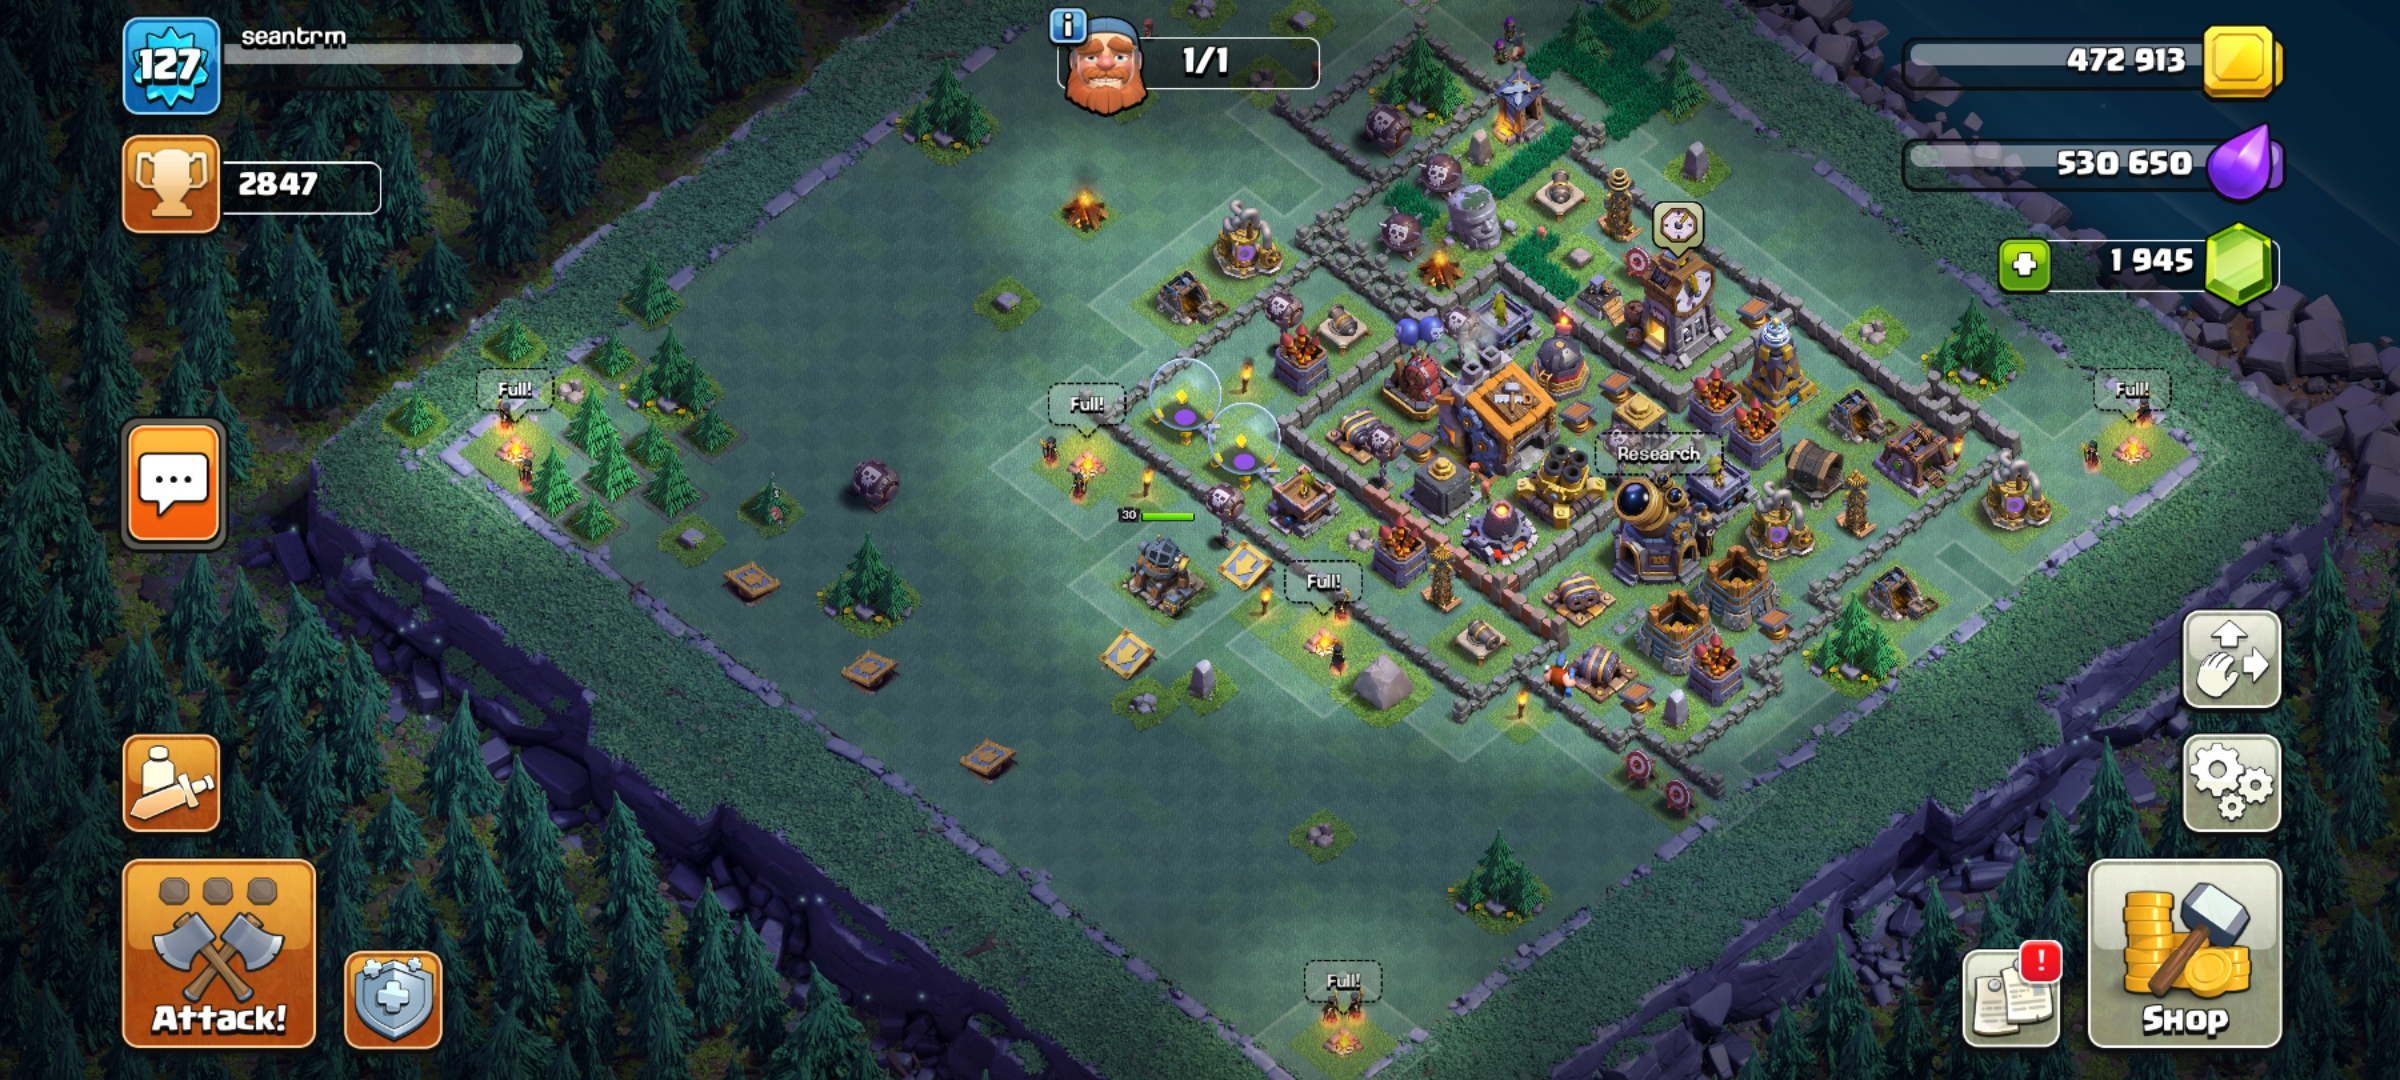 127
seantrm
i
1/1
472 913
2847
530 650
1 945
Full!
Full!
Full!
Research
30
Full!
Full!
!
Attack!
Shop